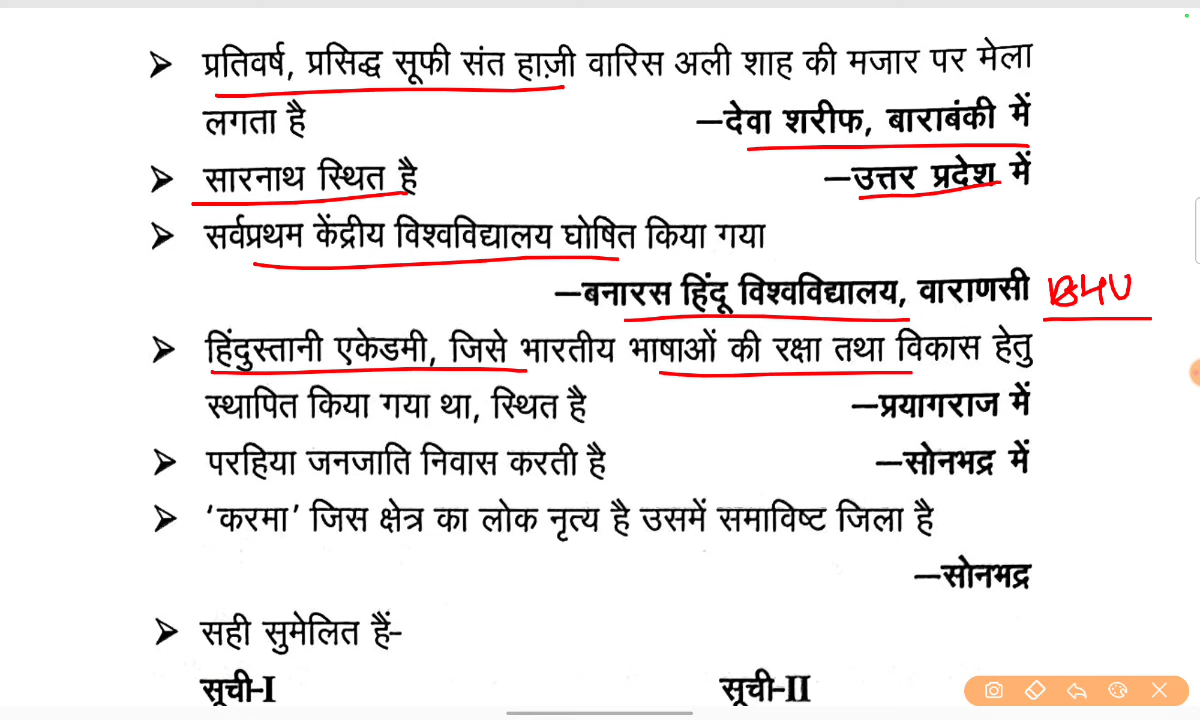 ➤ प्रतिवर्ष, प्रसिद्ध सूफी संत हाज़ी वारिस अली शाह की मजार पर मेला
लगता है –देवा शरीफ, बाराबंकी में
➤ सारनाथ स्थित है –उत्तर प्रदेश में
➤ सर्वप्रथम केंद्रीय विश्वविद्यालय घोषित किया गया
–बनारस हिंदू विश्वविद्यालय, वाराणसी BHU
➤ हिंदुस्तानी एकेडमी, जिसे भारतीय भाषाओं की रक्षा तथा विकास हेतु
स्थापित किया गया था, स्थित है –प्रयागराज में
➤ परहिया जनजाति निवास करती है –सोनभद्र में
➤ ‘करमा’ जिस क्षेत्र का लोक नृत्य है उसमें समाविष्ट जिला है
–सोनभद्र
➤ सही सुमेलित हैं-
सूची-I सूची-II